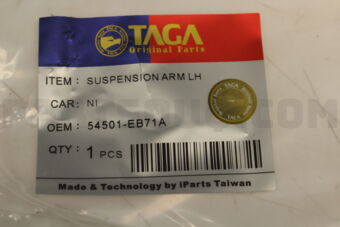 TAGA
Original Parts
ITEM : SUSPENSION ARM LH
CAR: NI
OEM : 54501-EB71A
QTY : 1 PCS
TAGA
Made & Technology by iParts Taiwan